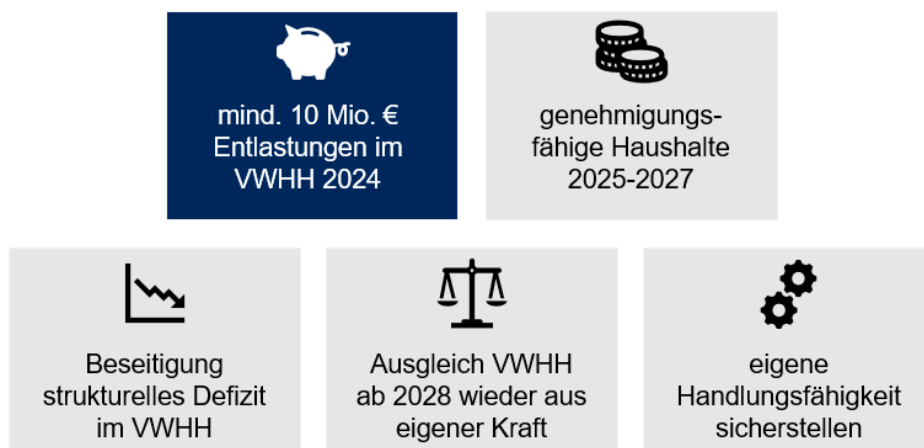 mind. 10 Mio. €
Entlastungen im
VWHH 2024
genehmigungs-
fähige Haushalte
2025-2027
Beseitigung
strukturelles Defizit
im VWHH
Ausgleich VWHH
ab 2028 wieder aus
eigener Kraft
eigene
Handlungsfähigkeit
sicherstellen